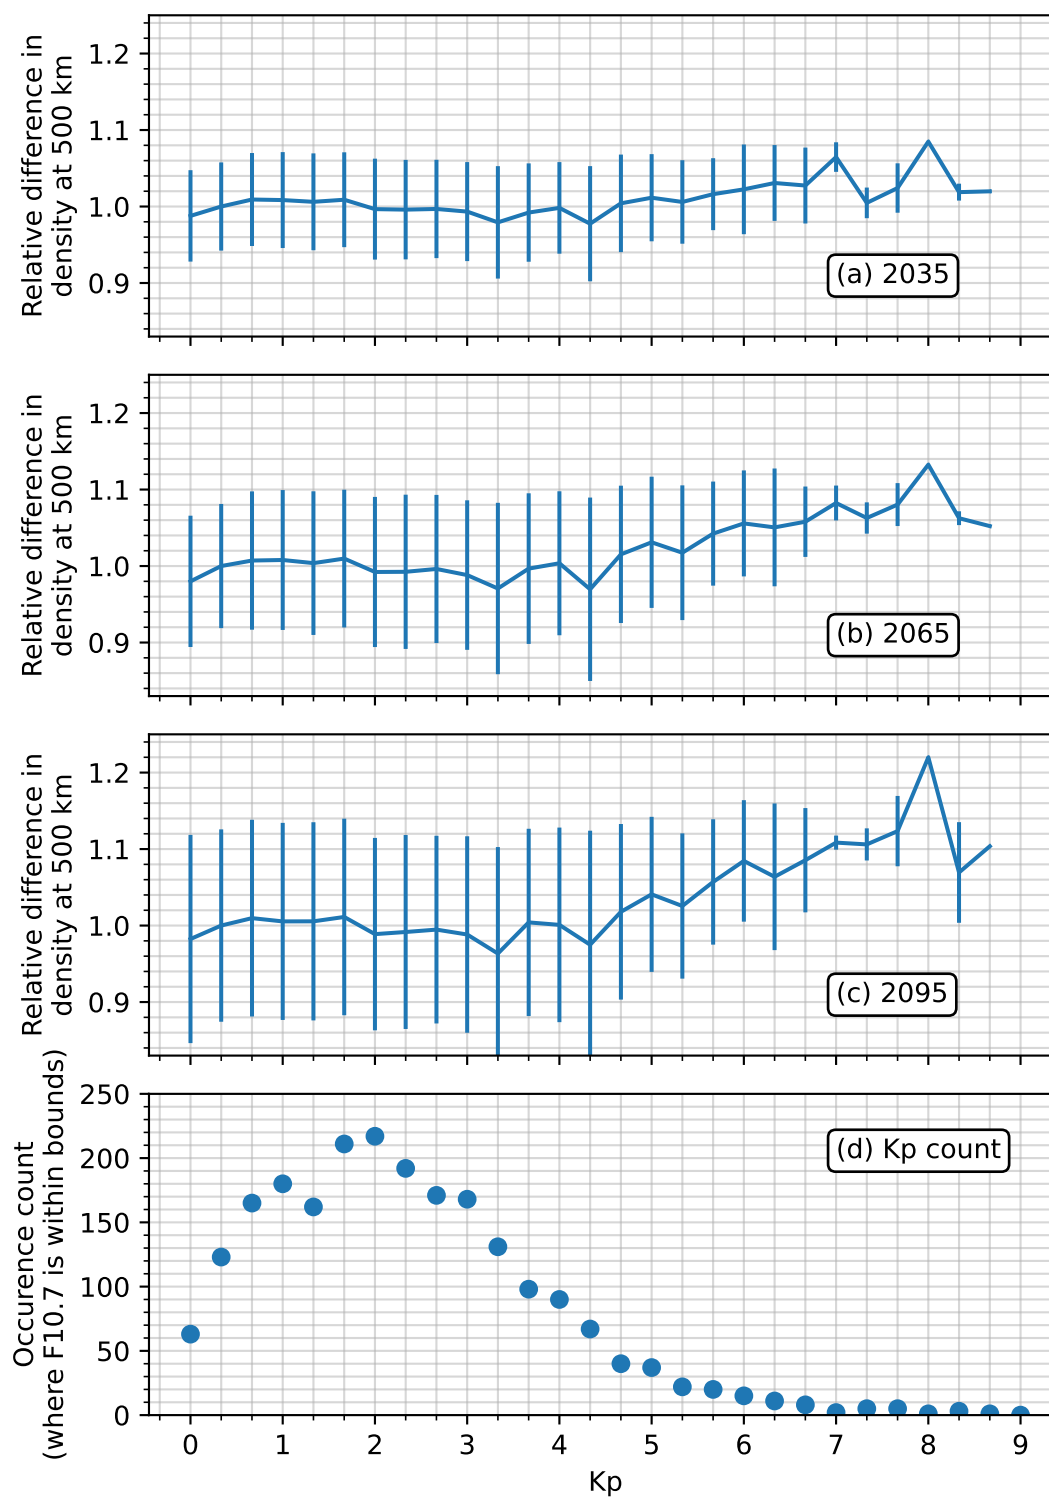 Relative difference in
density at 500 km
1.2
1.1
1.0
0.9
(a) 2035
Relative difference in
density at 500 km
1.2
1.1
1.0
0.9
(b) 2065
Relative difference in
density at 500 km
1.2
1.1
1.0
0.9
(c) 2095
Occurence count
(where F10.7 is within bounds)
250
200
150
100
50
0
(d) Kp count
0 1 2 3 4 5 6 7 8 9
Kp